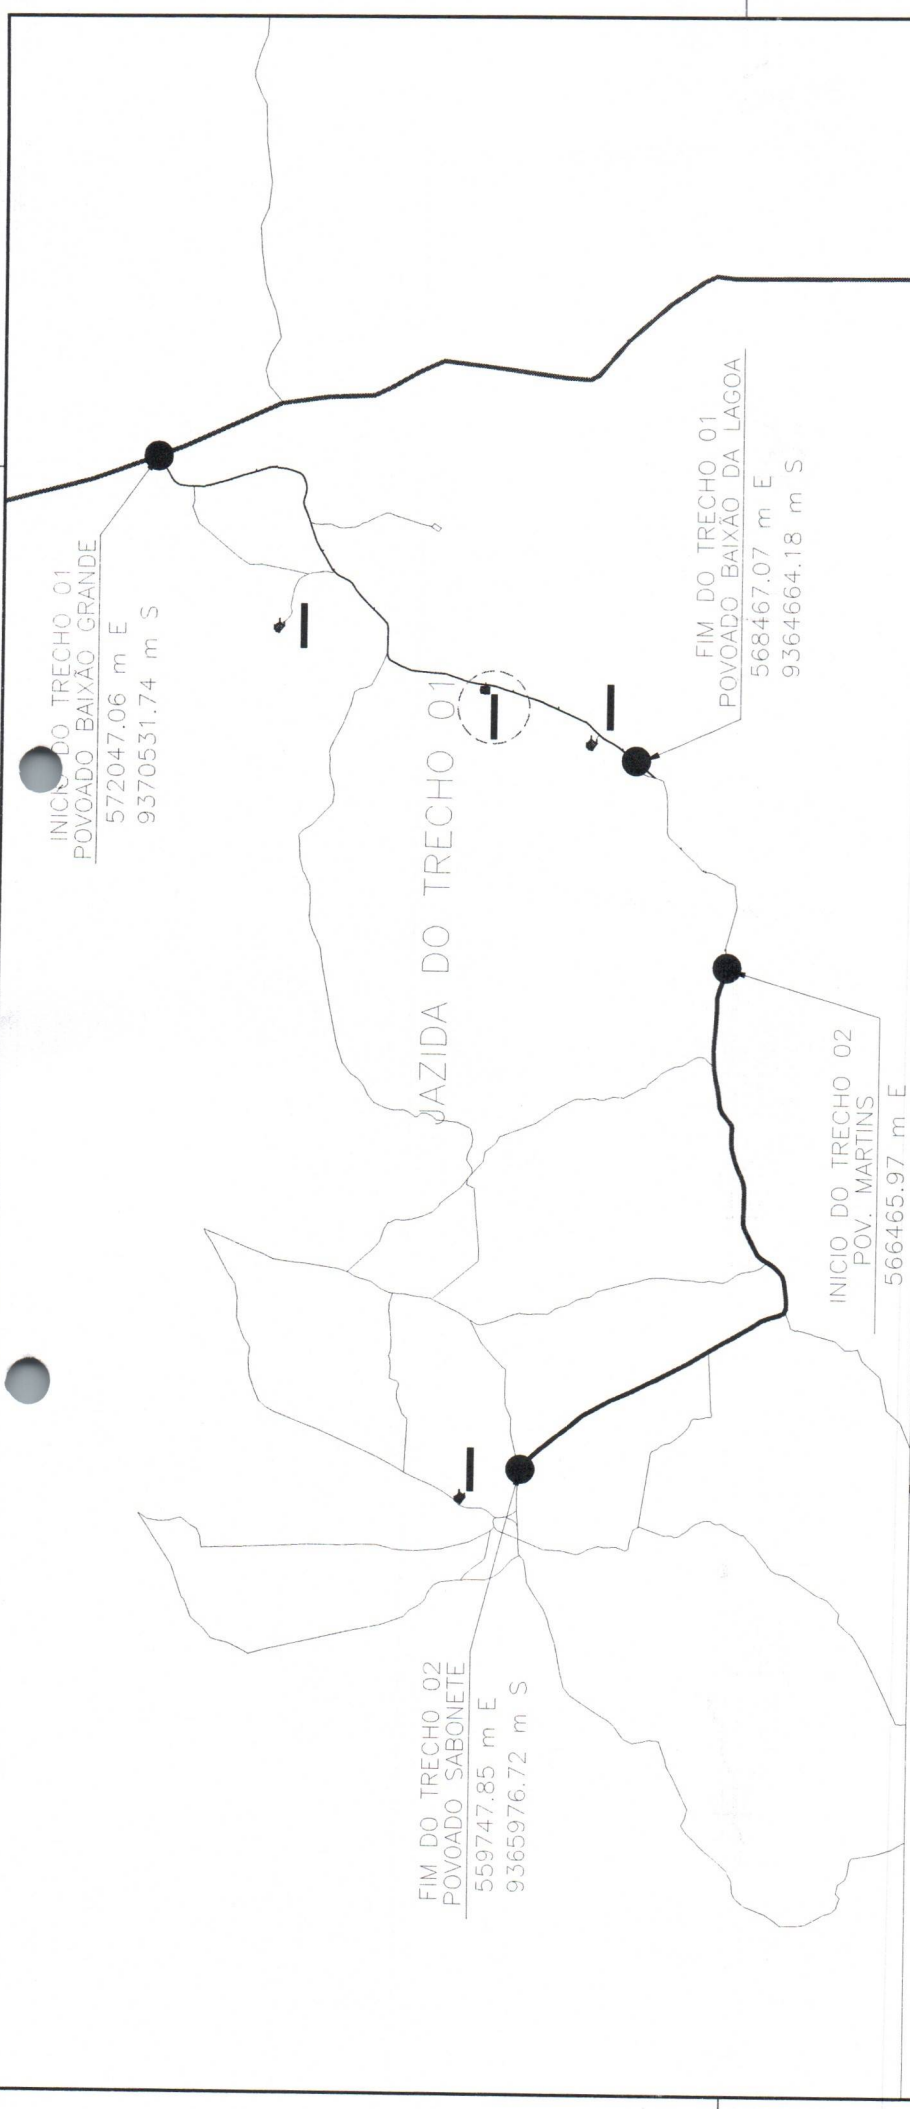 INICIO DO TRECHO 01
POVOADO BAIXÃO GRANDE
572047.06 m E
9370531.74 m S
JAZIDA DO TRECHO 01
FIM DO TRECHO 01
POVOADO BAIXÃO DA LAGOA
568467.07 m E
9364664.18 m S
INICIO DO TRECHO 02
POV. MARTINS
566465.97 m E
FIM DO TRECHO 02
POVOADO SABONETE
559747.85 m E
9365976.72 m S